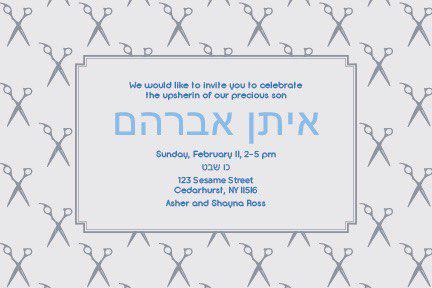 We would like to invite you to celebrate
the upsherin of our precious son
איתן אברהם
Sunday, February 11, 2-5 pm
כו שבט
123 Sesame Street
Cedarhurst, NY 11516
Asher and Shayna Ross